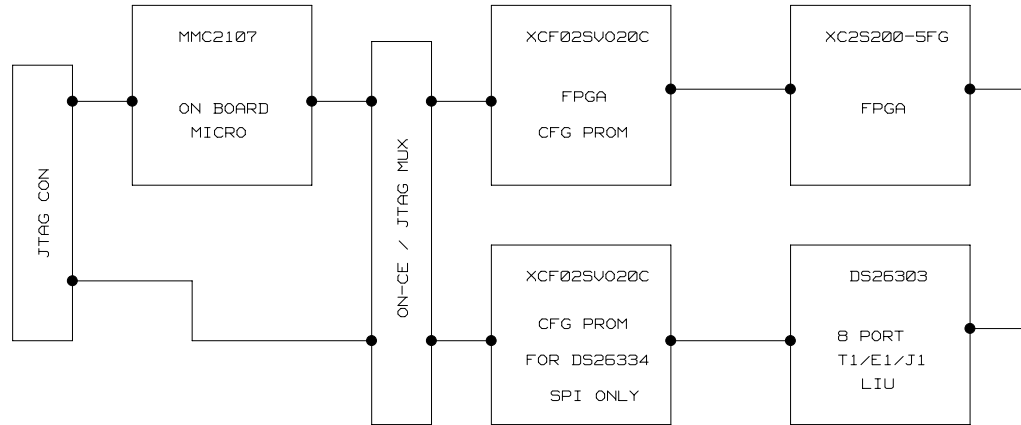 JTAG CON
MMC2107
ON BOARD
MICRO
ON-CE / JTAG MUX
XCF02SVO20C
FPGA
CFG PROM
XC2S200-5FG
FPGA
XCF02SVO20C
CFG PROM
FOR DS26334
SPI ONLY
DS26303
8 PORT
T1/E1/J1
LIU